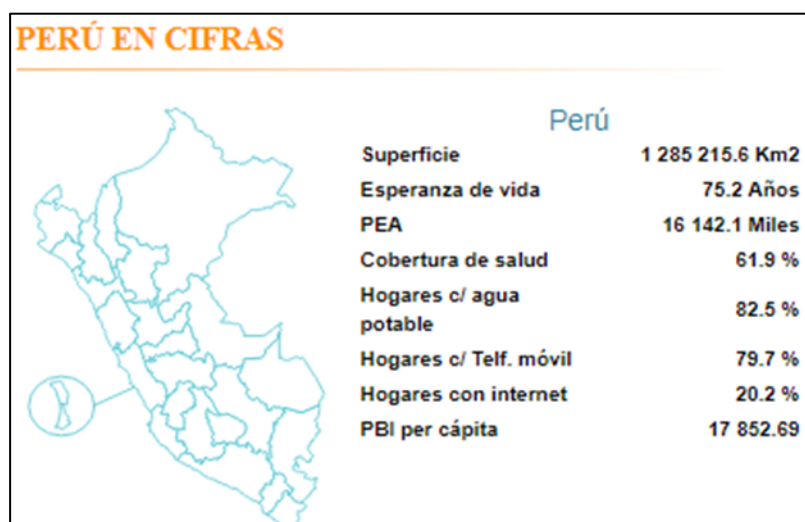 PERÚ EN CIFRAS
Perú
Superficie 1 285 215.6 Km2
Esperanza de vida 75.2 Años
PEA 16 142.1 Miles
Cobertura de salud 61.9 %
Hogares c/ agua
potable 82.5 %
Hogares c/ Telf. móvil 79.7 %
Hogares con internet 20.2 %
PBI per cápita 17 852.69